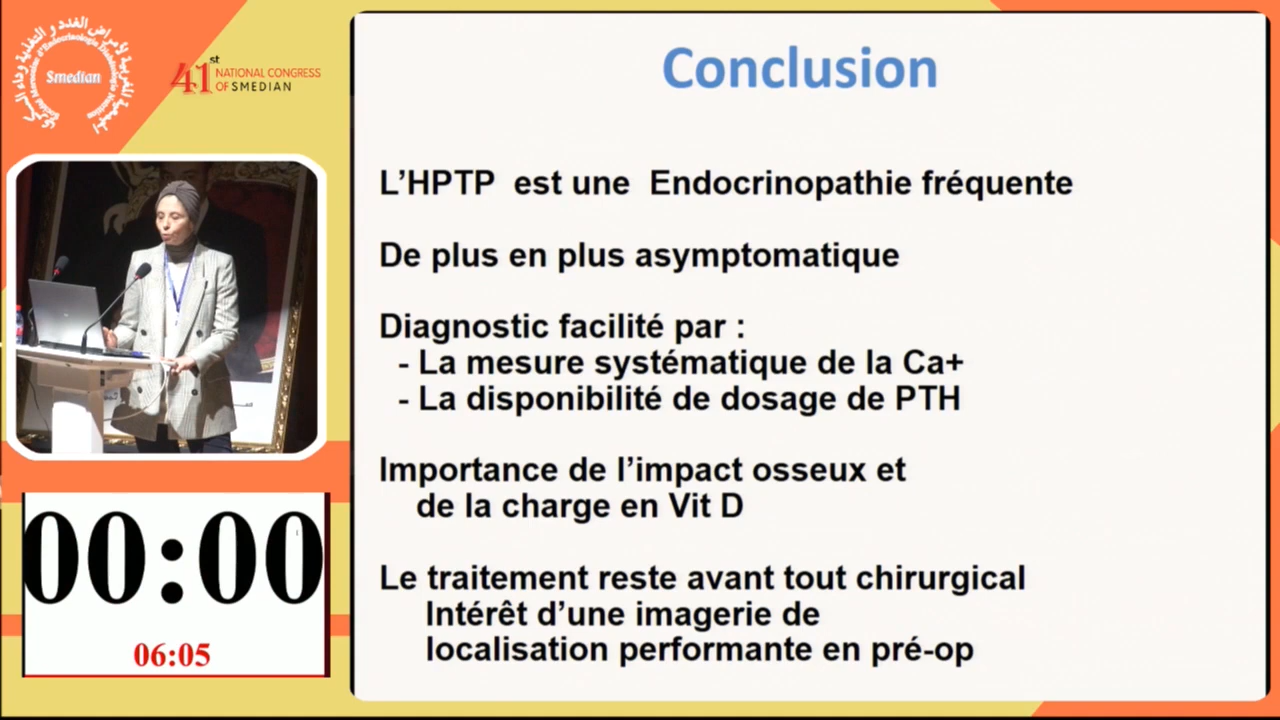 Smedian
41st
NATIONAL CONGRESS
OF SMEDIAN
Conclusion
L’HPTP est une Endocrinopathie fréquente
De plus en plus asymptomatique
Diagnostic facilité par :
- La mesure systématique de la Ca+
- La disponibilité de dosage de PTH
Importance de l’impact osseux et
de la charge en Vit D
Le traitement reste avant tout chirurgical
Intérêt d’une imagerie de
localisation performante en pré-op
00:00
06:05